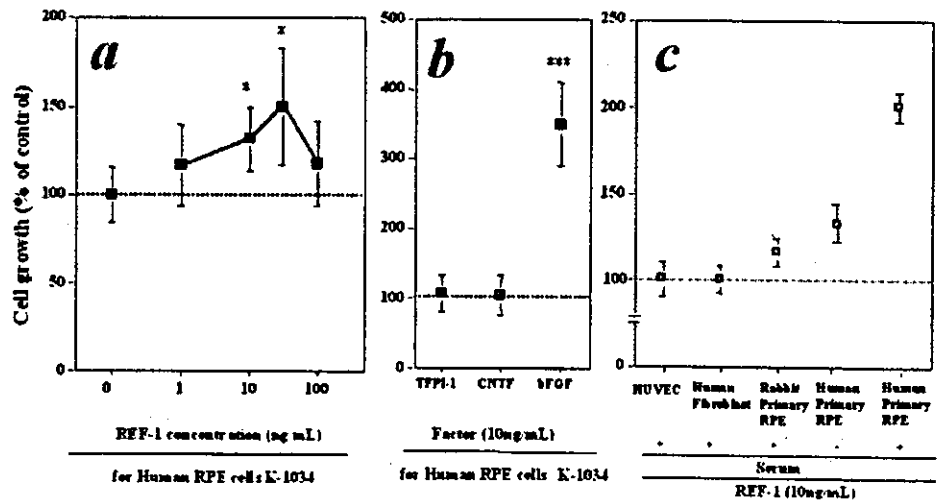 a
b
c
Cell growth (% of control)
200
150
100
50
0
*
*
0
1
10
100
REF-1 concentration (ng/mL)
for Human RPE cells K-1034
500
400
300
200
100
0
***
TFPI-1
CNTF
bFGF
Factor (10ng/mL)
for Human RPE cells K-1034
250
200
150
100
0
HUVEC
Human Fibroblast
Rabbit Primary RPE
Human Primary RPE
Human Primary RPE
Serum
REF-1 (10ng/mL)